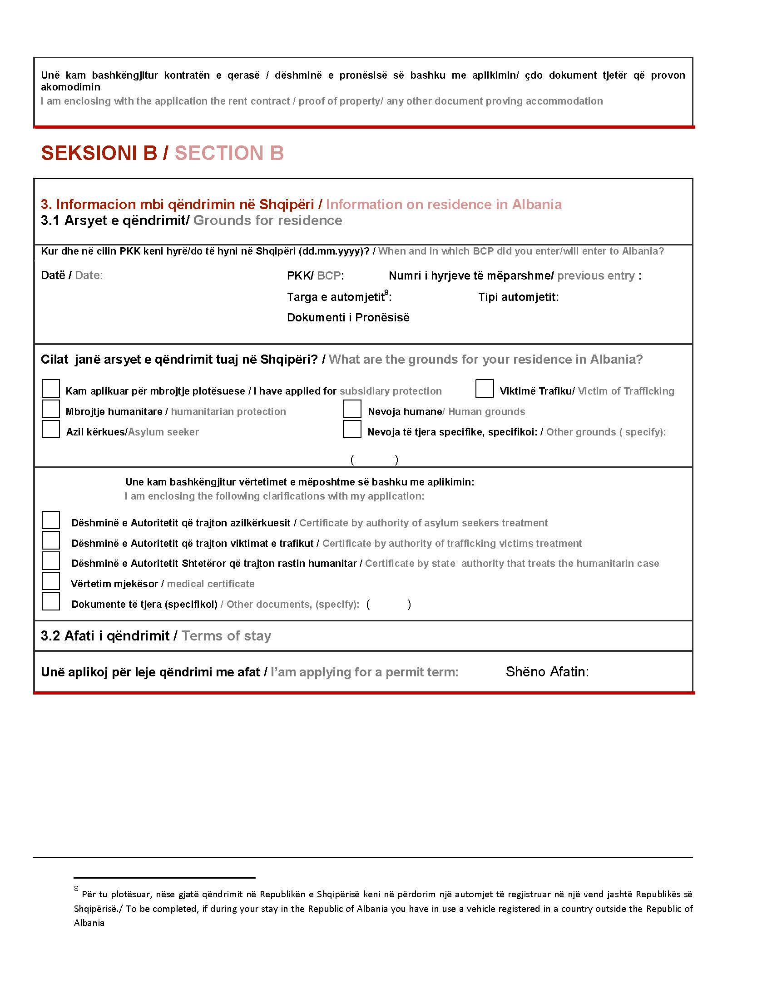 Unë kam bashkëngjitur kontratën e qerasë / dëshminë e pronësisë së bashku me aplikimin/ çdo dokument tjetër që provon
akomodimin
I am enclosing with the application the rent contract / proof of property/ any other document proving accommodation
SEKSIONI B / SECTION B
3. Informacion mbi qëndrimin në Shqipëri / Information on residence in Albania
3.1 Arsyet e qëndrimit/ Grounds for residence
Kur dhe në cilin PKK keni hyrë/do të hyni në Shqipëri (dd.mm.yyyy)? / When and in which BCP did you enter/will enter to Albania?
Datë / Date: PKK/ BCP: Numri i hyrjeve të mëparshme/ previous entry :
Targa e automjetit8: Tipi automjetit:
Dokumenti i Pronësisë
Cilat janë arsyet e qëndrimit tuaj në Shqipëri? / What are the grounds for your residence in Albania?
Kam aplikuar për mbrojtje plotësuese / I have applied for subsidiary protection Viktimë Trafiku/ Victim of Trafficking
Mbrojtje humanitare / humanitarian protection Nevoja humane/ Human grounds
Azil kërkues/Asylum seeker Nevoja të tjera specifike, specifikoi: / Other grounds ( specify):
( )
Une kam bashkëngjitur vërtetimet e mëposhtme së bashku me aplikimin:
I am enclosing the following clarifications with my application:
Dëshminë e Autoritetit që trajton azilkërkuesit / Certificate by authority of asylum seekers treatment
Dëshminë e Autoritetit që trajton viktimat e trafikut / Certificate by authority of trafficking victims treatment
Dëshminë e Autoritetit Shtetëror që trajton rastin humanitar / Certificate by state authority that treats the humanitarin case
Vërtetim mjekësor / medical certificate
Dokumente të tjera (specifikoi) / Other documents, (specify): ( )
3.2 Afati i qëndrimit / Terms of stay
Unë aplikoj për leje qëndrimi me afat / I’am applying for a permit term: Shëno Afatin:
8 Për tu plotësuar, nëse gjatë qëndrimit në Republikën e Shqipërisë keni në përdorim një automjet të regjistruar në një vend jashtë Republikës së
Shqipërisë./ To be completed, if during your stay in the Republic of Albania you have in use a vehicle registered in a country outside the Republic of
Albania